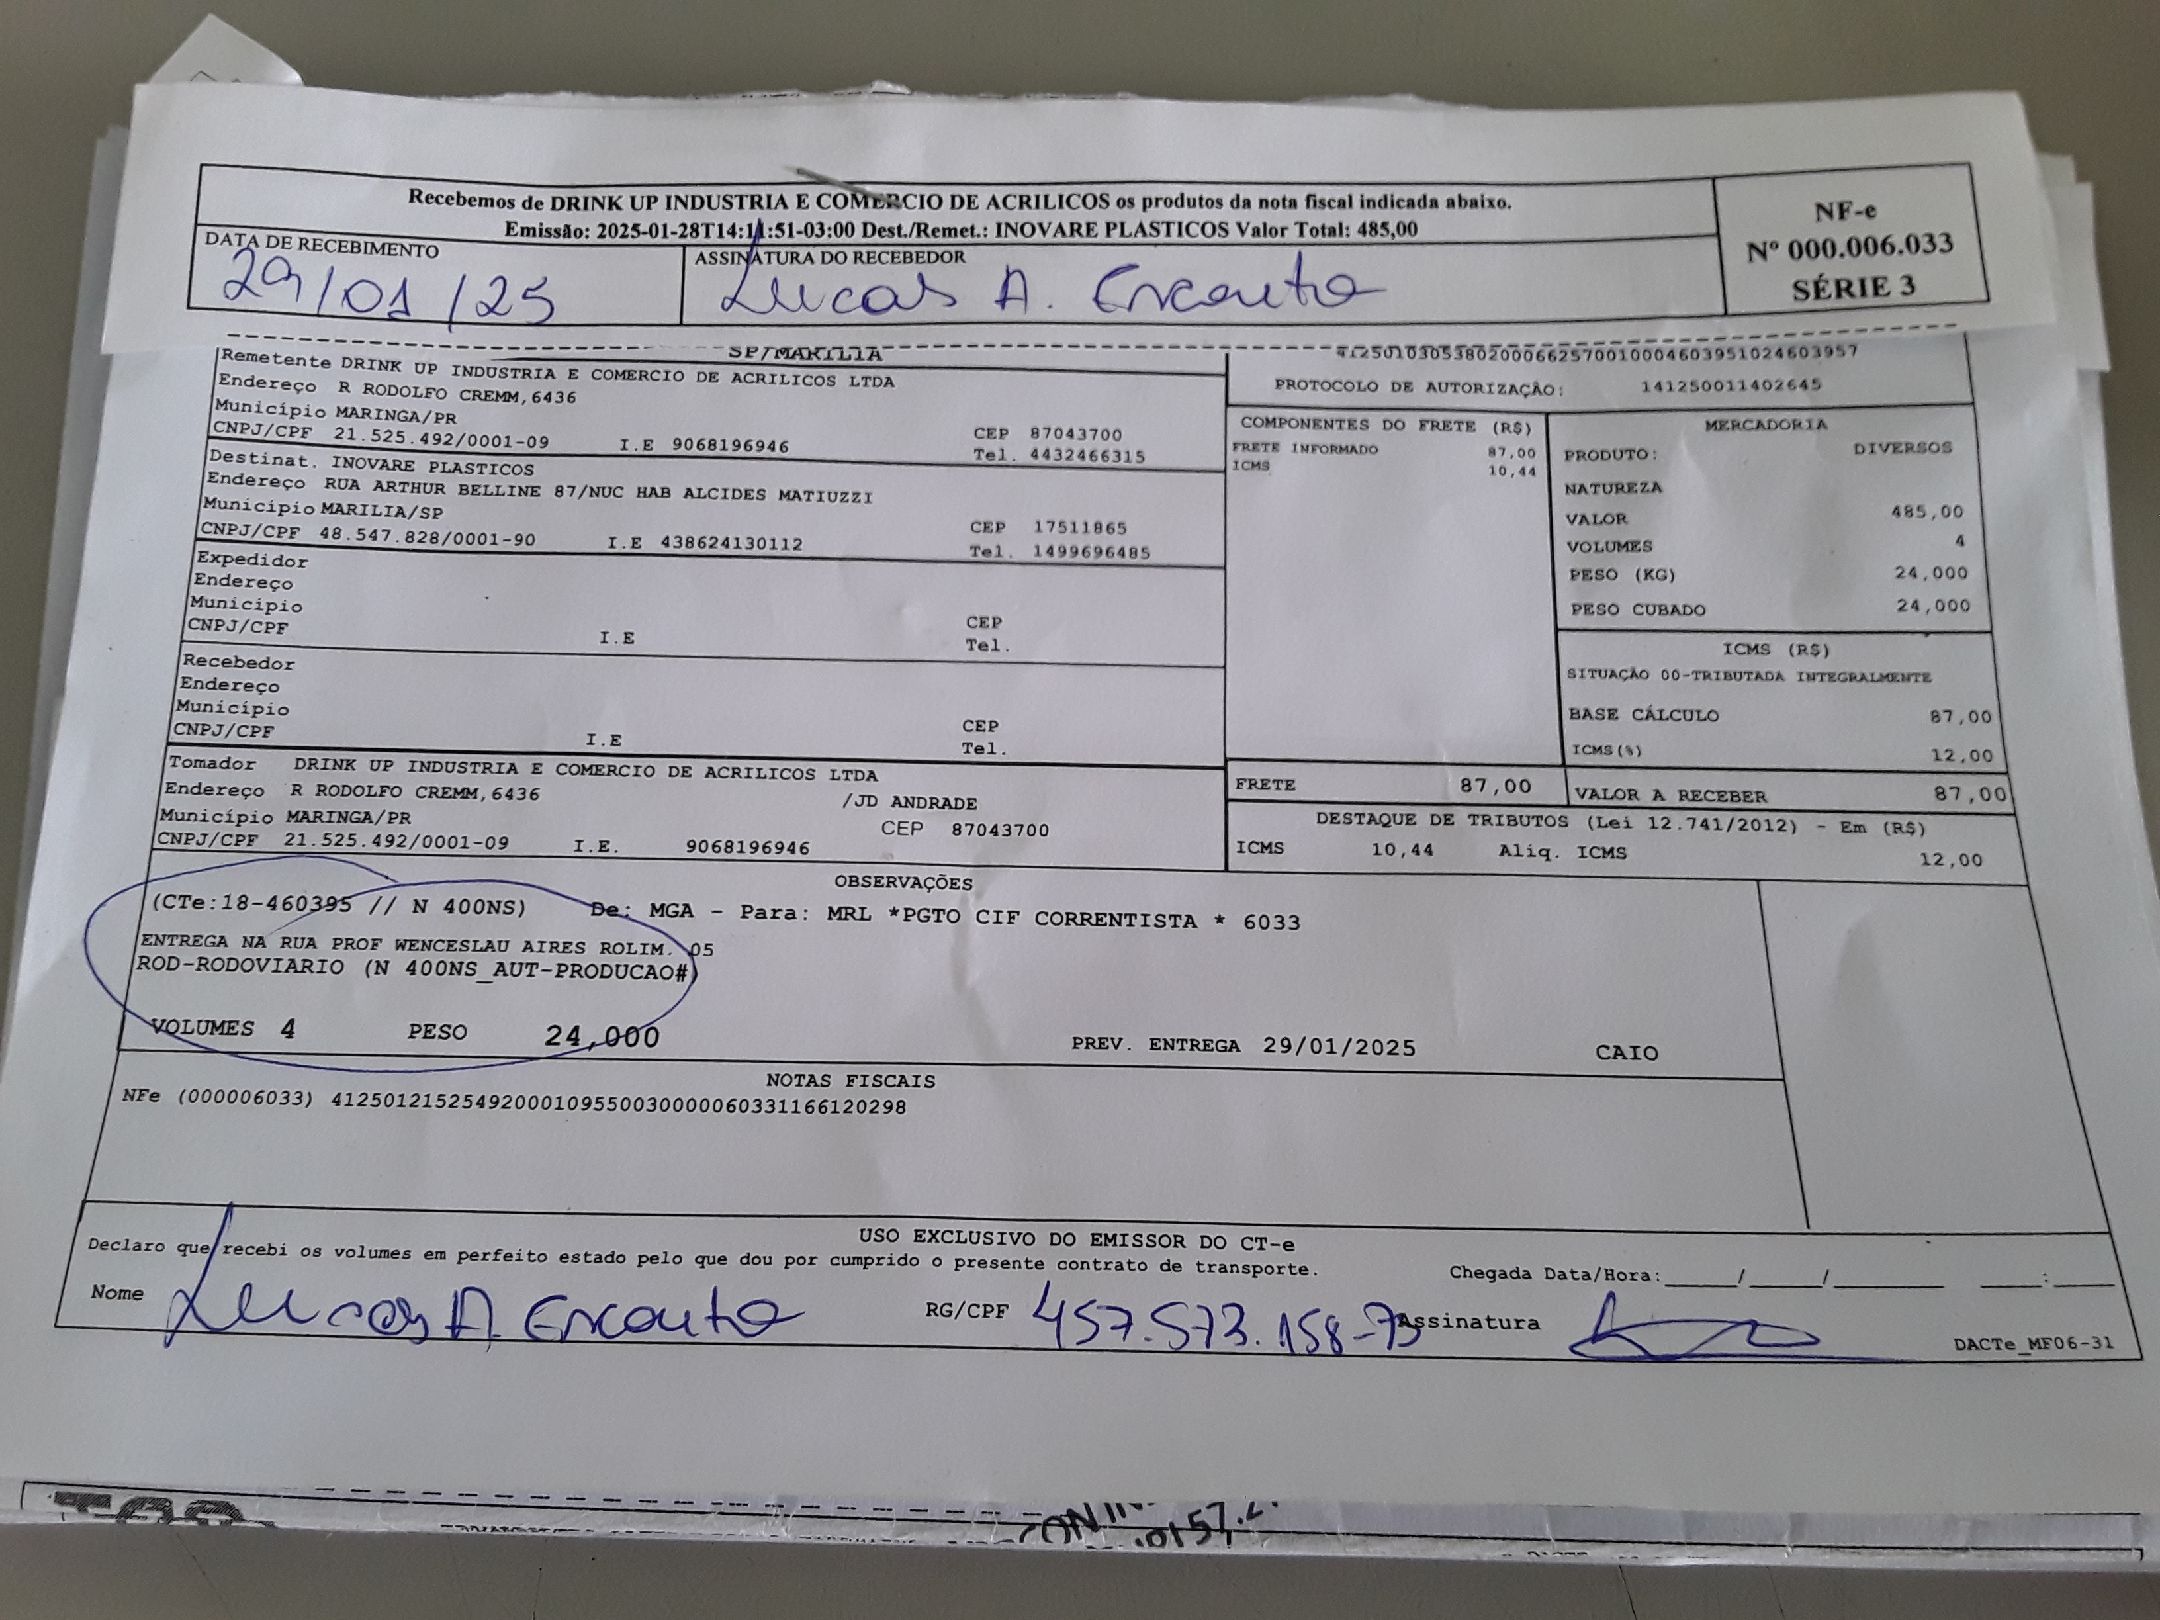 Recebemos de DRINK UP INDUSTRIA E COMERCIO DE ACRILICOS os produtos da nota fiscal indicada abaixo.
Emissão: 2025-01-28T14:11:51-03:00 Dest./Remet.: INOVARE PLASTICOS Valor Total: 485,00
DATA DE RECEBIMENTO
29/01/25
ASSINATURA DO RECEBEDOR
Lucas A.
NF-e
Nº 000.006.033
SÉRIE 3
SP/MARILIA
Remetente DRINK UP INDUSTRIA E COMERCIO DE ACRILICOS LTDA
Endereço R RODOLFO CREMM,6436
Município MARINGA/PR CEP 87043700
CNPJ/CPF 21.525.492/0001-09 I.E 9068196946 Tel. 4432466315
Destinat. INOVARE PLASTICOS
Endereço RUA ARTHUR BELLINE 87/NUC HAB ALCIDES MATIUZZI
Município MARILIA/SP CEP 17511865
CNPJ/CPF 48.547.828/0001-90 I.E 438624130112 Tel. 1499696485
Expedidor
Endereço
Município CEP
CNPJ/CPF I.E Tel.
Recebedor
Endereço
Município CEP
CNPJ/CPF I.E Tel.
Tomador DRINK UP INDUSTRIA E COMERCIO DE ACRILICOS LTDA
Endereço R RODOLFO CREMM,6436 /JD ANDRADE
Município MARINGA/PR CEP 87043700
CNPJ/CPF 21.525.492/0001-09 I.E. 9068196946
41250103053802000662570010004603951024603957
PROTOCOLO DE AUTORIZAÇÃO: 141250011402645
COMPONENTES DO FRETE (R$)
FRETE INFORMADO 87,00
ICMS 10,44
MERCADORIA
PRODUTO: DIVERSOS
NATUREZA
VALOR 485,00
VOLUMES 4
PESO (KG) 24,000
PESO CUBADO 24,000
ICMS (R$)
SITUAÇÃO 00-TRIBUTADA INTEGRALMENTE
BASE CÁLCULO 87,00
ICMS(%) 12,00
FRETE 87,00 VALOR A RECEBER 87,00
DESTAQUE DE TRIBUTOS (Lei 12.741/2012) - Em (R$)
ICMS 10,44 Aliq. ICMS 12,00
OBSERVAÇÕES
(CTe:18-460395 // N 400NS) De: MGA - Para: MRL *PGTO CIF CORRENTISTA * 6033
ENTREGA NA RUA PROF WENCESLAU AIRES ROLIM. 05
ROD-RODOVIARIO (N 400NS_AUT-PRODUCAO#)
VOLUMES 4 PESO 24,000 PREV. ENTREGA 29/01/2025 CAIO
NOTAS FISCAIS
NFe (000006033) 41250121525492000109550030000060331166120298
USO EXCLUSIVO DO EMISSOR DO CT-e
Declaro que recebi os volumes em perfeito estado pelo que dou por cumprido o presente contrato de transporte.
Chegada Data/Hora:_____/_____/________ ____:____
Nome Lucas A. RG/CPF 457.573.158-73 Assinatura
DACTe_MF06-31